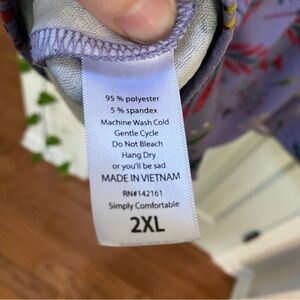 95 % polyester
5 % spandex
Machine Wash Cold
Gentle Cycle
Do Not Bleach
Hang Dry
or you'll be sad
MADE IN VIETNAM
RN#142161
Simply Comfortable
2XL